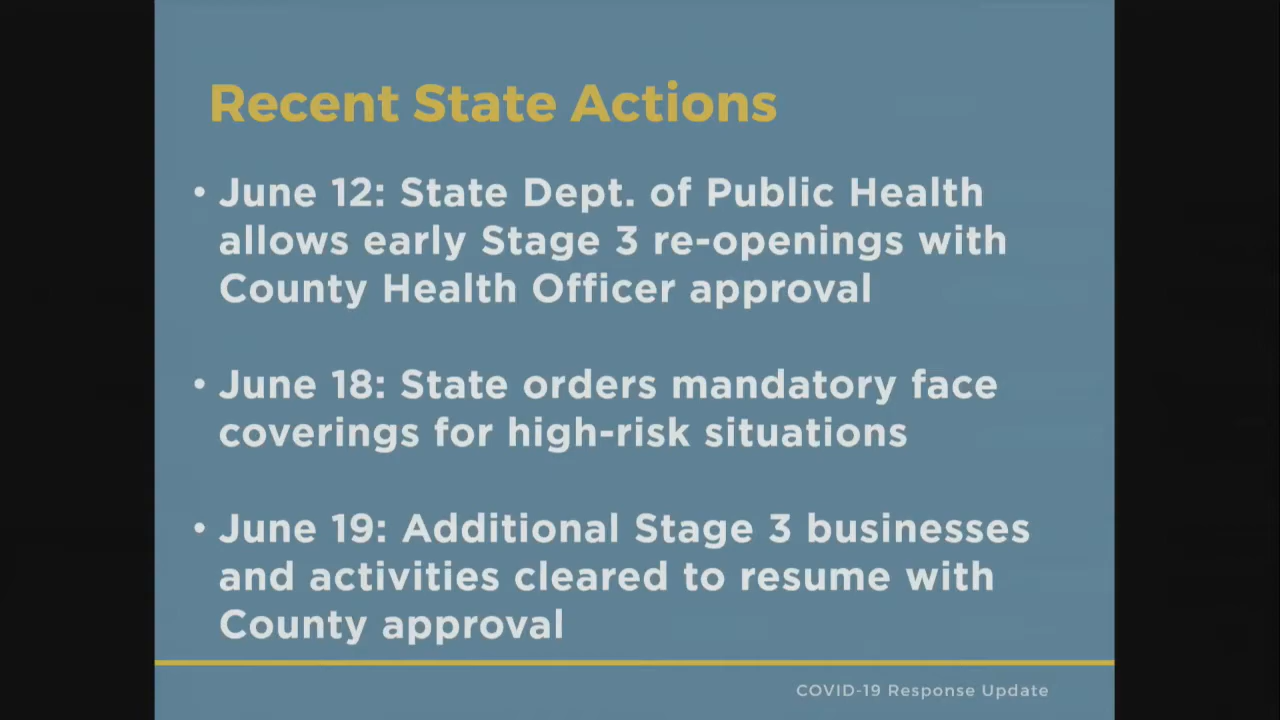 Recent State Actions
• June 12: State Dept. of Public Health
allows early Stage 3 re-openings with
County Health Officer approval
• June 18: State orders mandatory face
coverings for high-risk situations
• June 19: Additional Stage 3 businesses
and activities cleared to resume with
County approval
COVID-19 Response Update